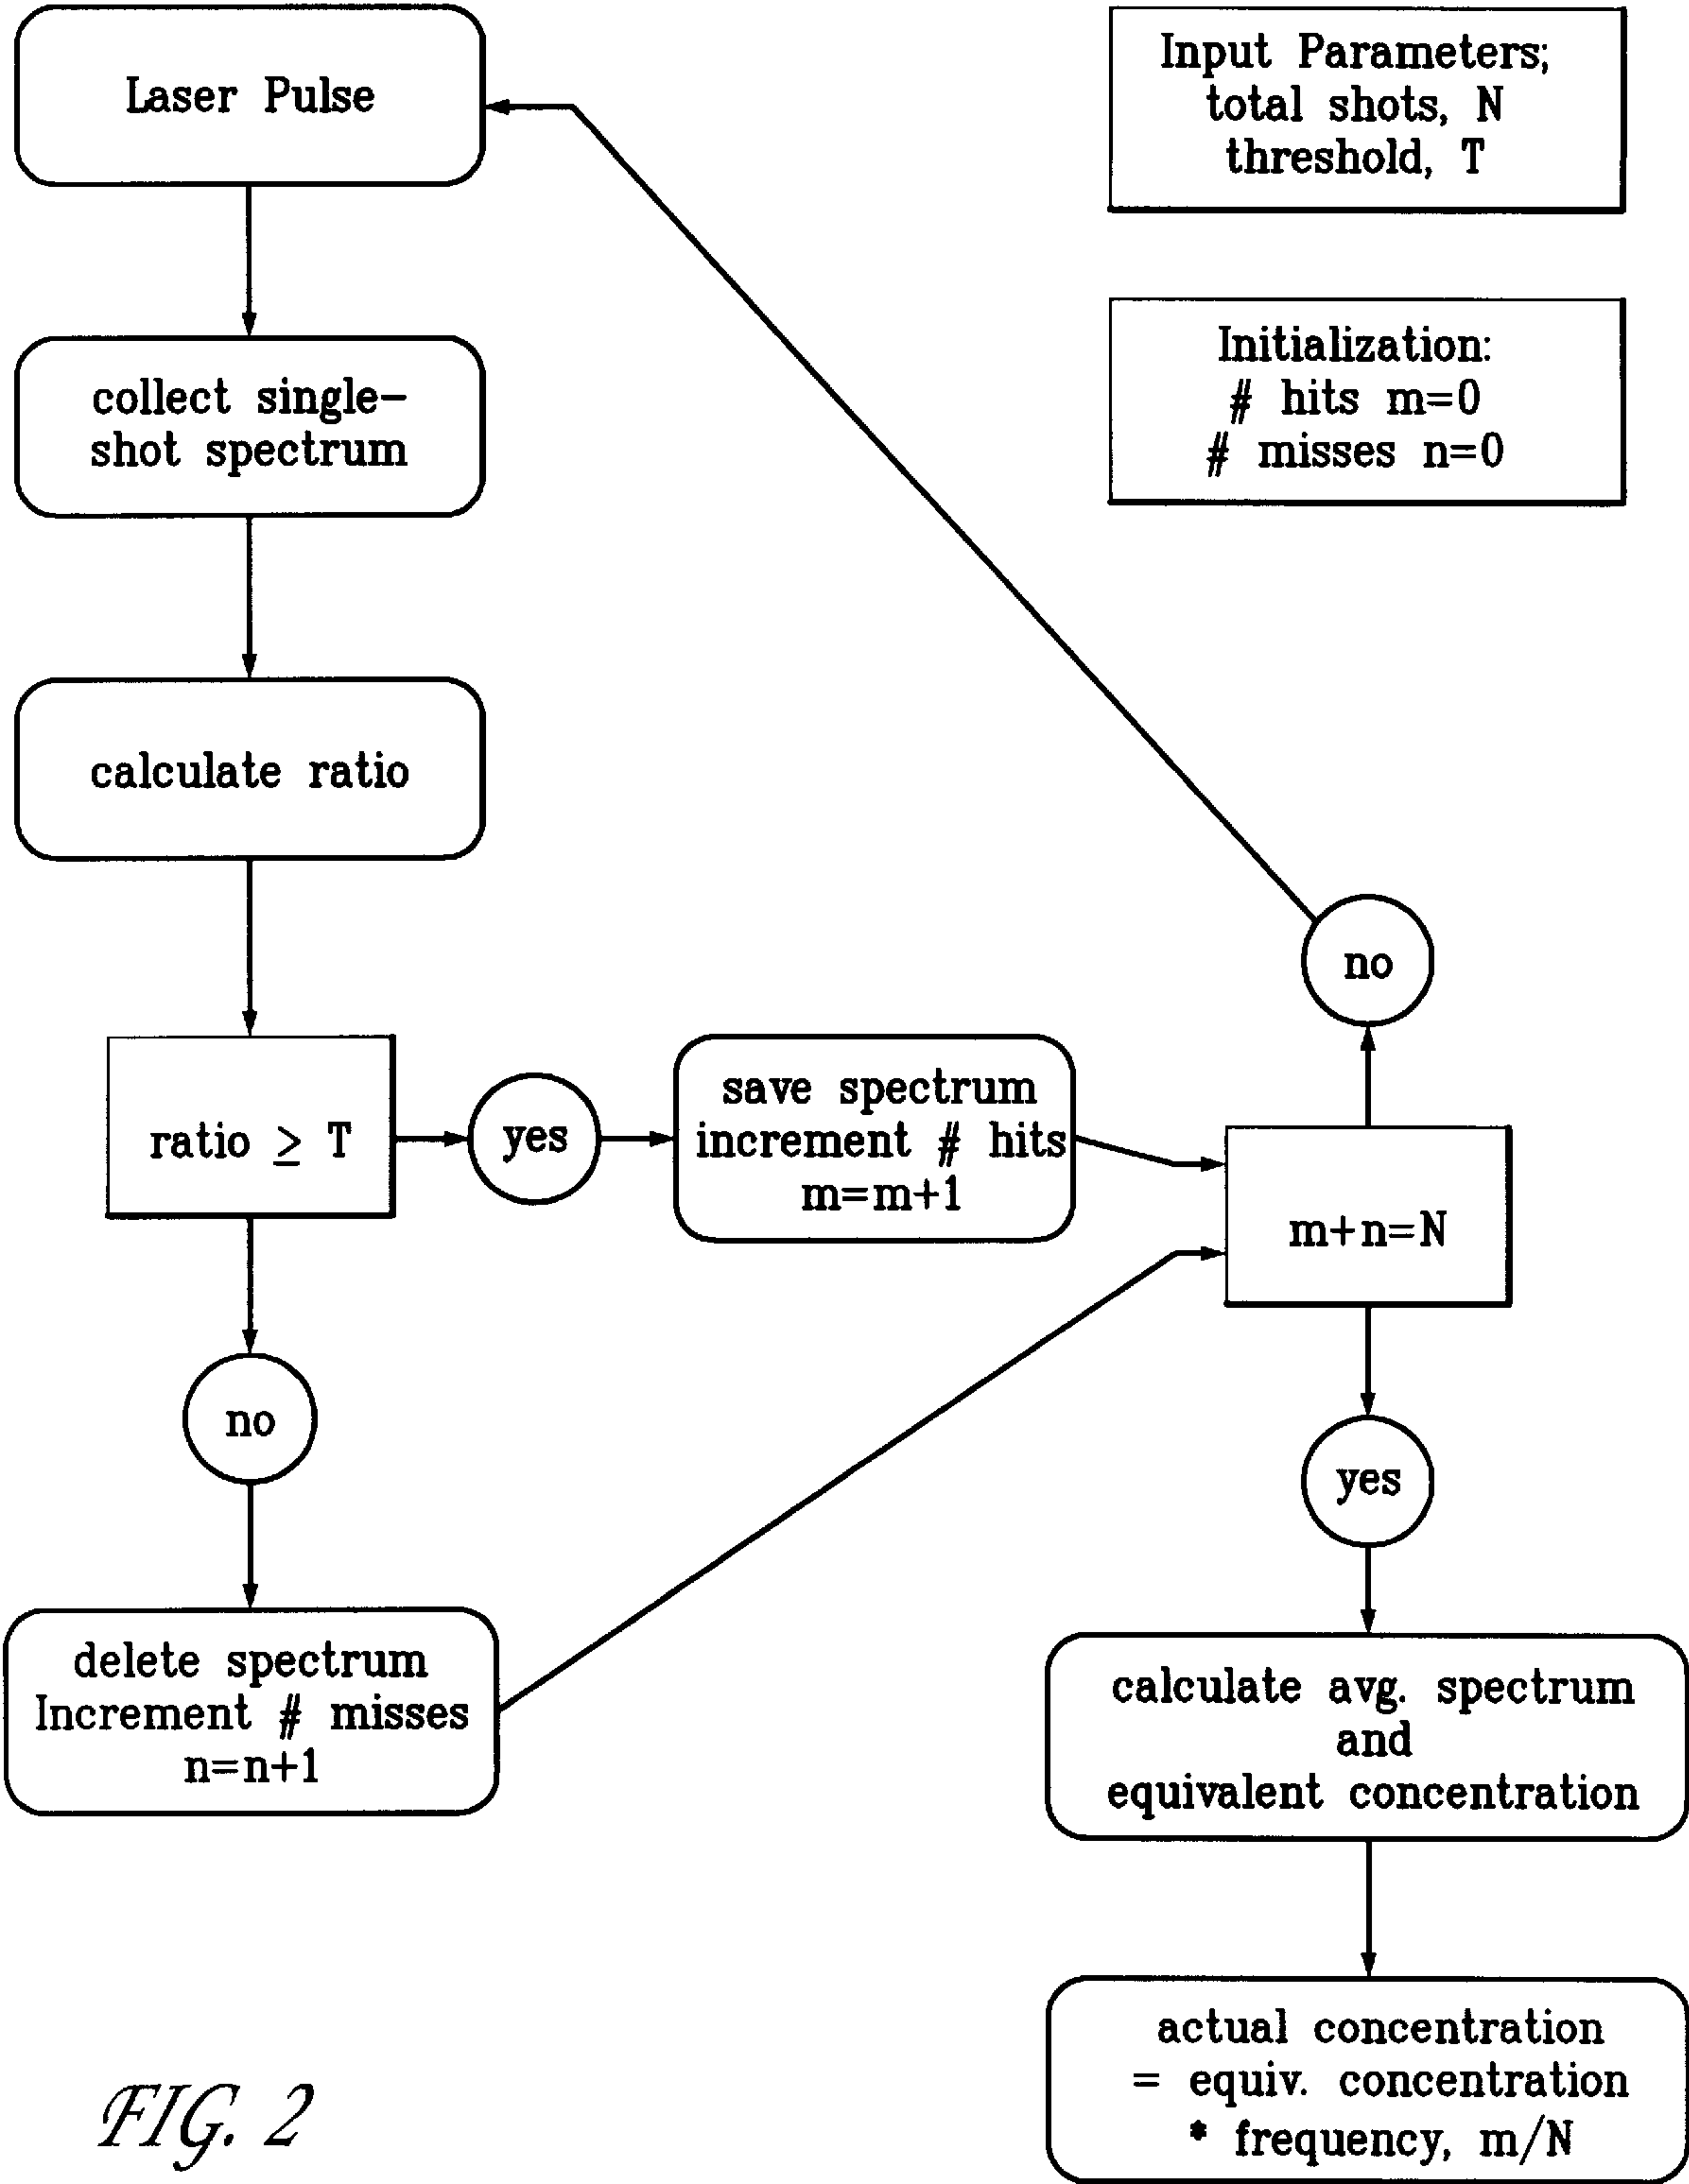 Laser Pulse
Input Parameters;
total shots, N
threshold, T
Initialization:
# hits m=0
# misses n=0
collect single-
shot spectrum
calculate ratio
ratio ≥ T
yes
save spectrum
increment # hits
m=m+1
no
m+n=N
no
yes
delete spectrum
Increment # misses
n=n+1
calculate avg. spectrum
and
equivalent concentration
actual concentration
= equiv. concentration
* frequency, m/N
FIG. 2